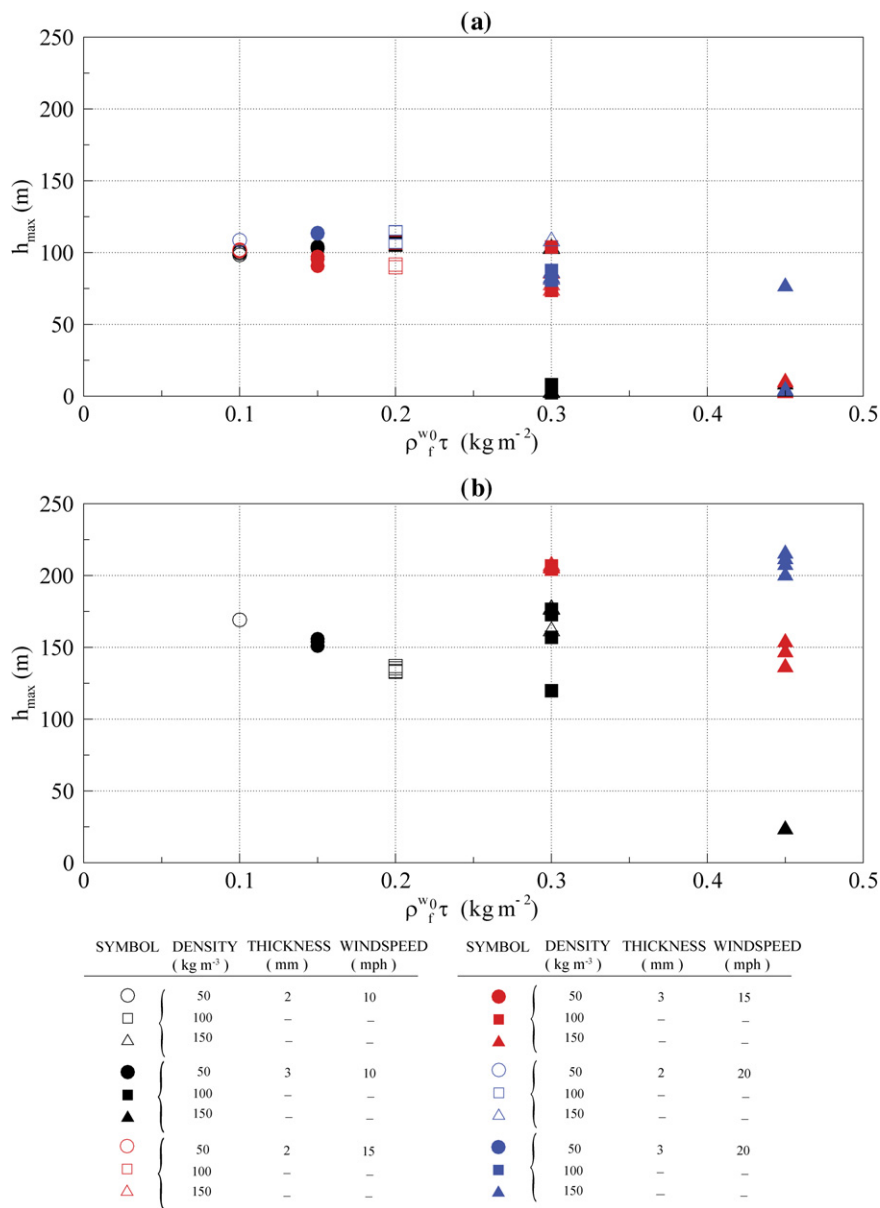 (a)
250
200
150
100
50
0
h_max (m)
0 0.1 0.2 0.3 0.4 0.5
ρ_f^w0 τ (kg m^-2)
(b)
250
200
150
100
50
0
h_max (m)
0 0.1 0.2 0.3 0.4 0.5
ρ_f^w0 τ (kg m^-2)
SYMBOL DENSITY THICKNESS WINDSPEED SYMBOL DENSITY THICKNESS WINDSPEED
( kg m⁻³) ( mm ) ( mph ) ( kg m⁻³) ( mm ) ( mph )
50 2 10 50 3 15
100 – – 100 – –
150 – – 150 – –
50 3 10 50 2 20
100 – – 100 – –
150 – – 150 – –
50 2 15 50 3 20
100 – – 100 – –
150 – – 150 – –